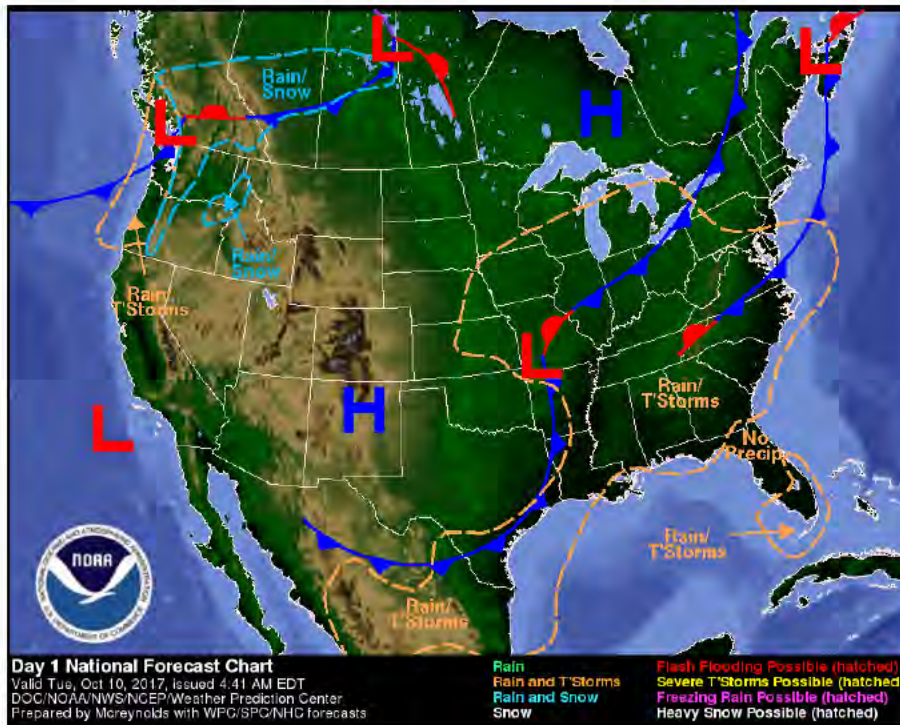 L
L
Rain/
Snow
H
L
Rain/
Snow
Rain/
T'Storms
L
H
L
Rain/
T'Storms
No
Precip.
Rain/
T'Storms
Rain/
T'Storms
NOAA
Day 1 National Forecast Chart
Valid Tue, Oct 10, 2017, issued 4:41 AM EDT
DOC/NOAA/NWS/NCEP/Weather Prediction Center
Prepared by Mcreynolds with WPC/SPC/NHC forecasts
Rain
Rain and T'Storms
Rain and Snow
Snow
Flash Flooding Possible (hatched)
Severe T'Storms Possible (hatched)
Freezing Rain Possible (hatched)
Heavy Snow Possible (hatched)